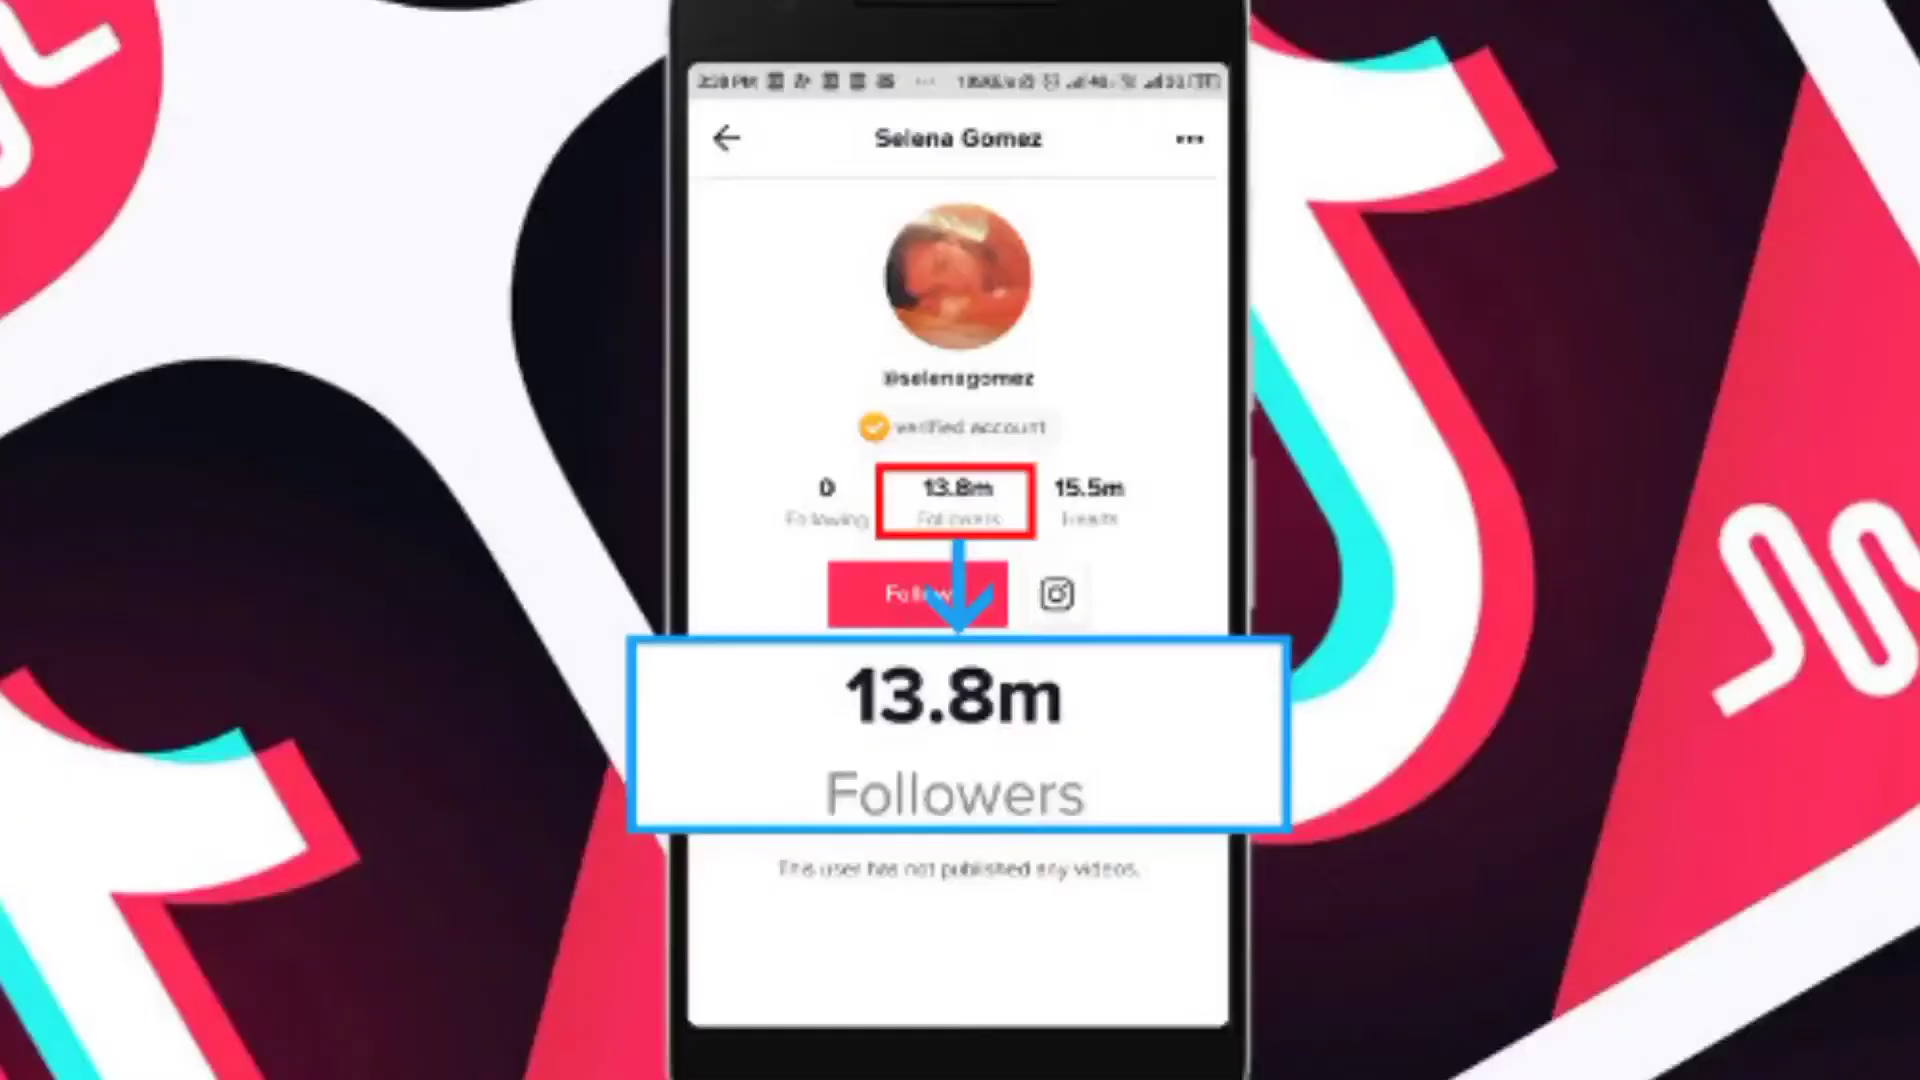 Selena Gomez
@selenagomez
verified account
0 13.8m 15.5m
Following Followers Hearts
Follow
13.8m
Followers
This user has not published any videos.